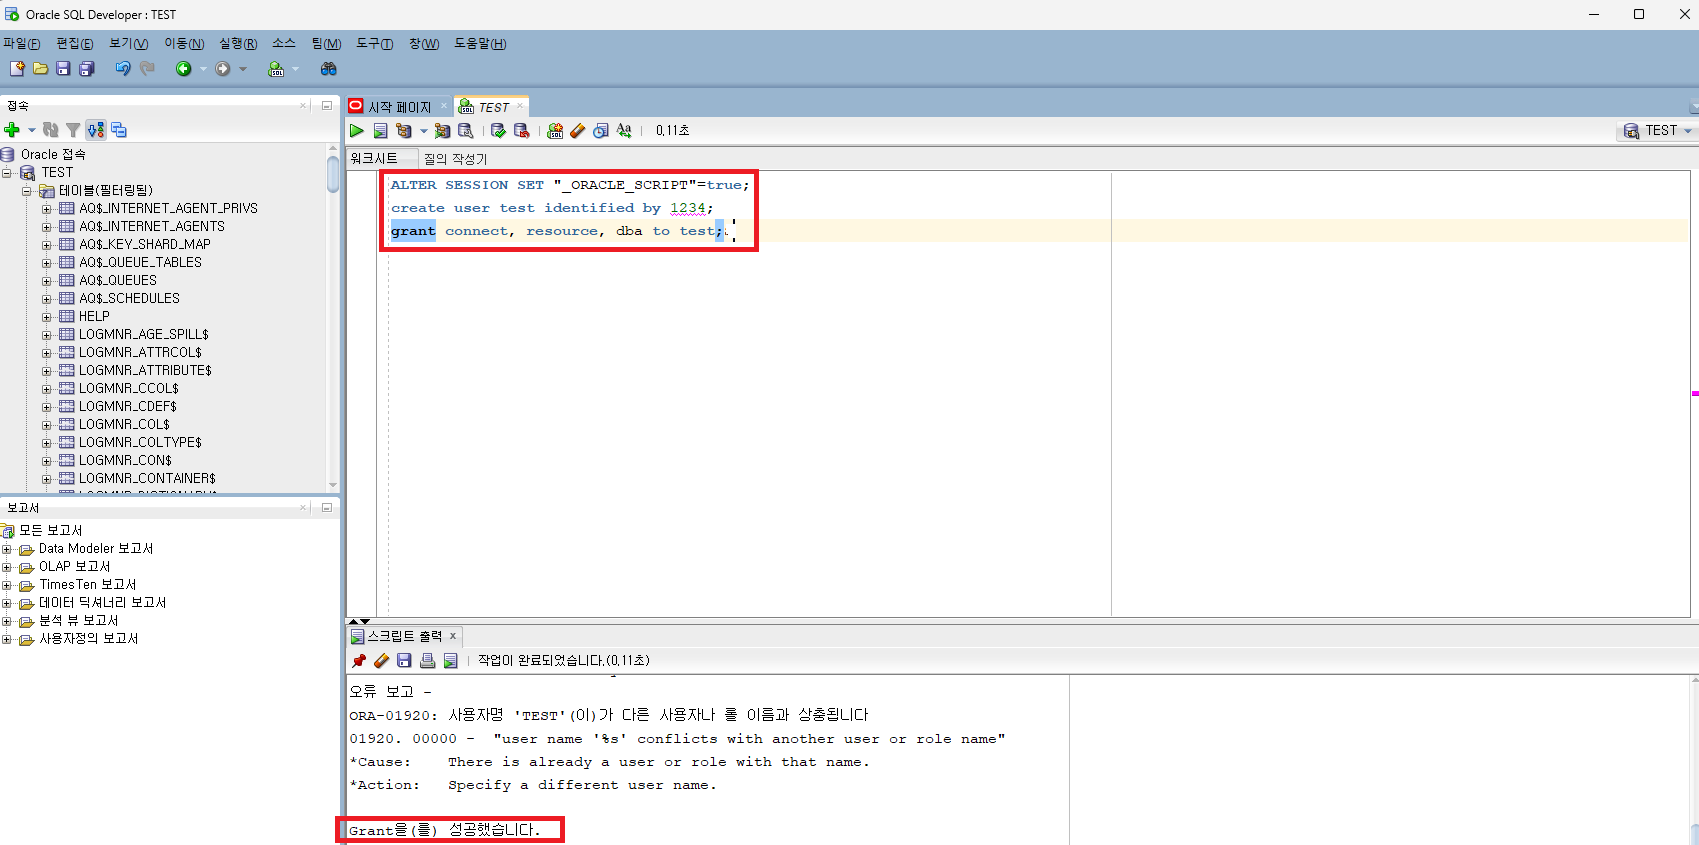 Oracle SQL Developer : TEST
파일(F) 편집(E) 보기(V) 이동(N) 실행(R) 소스 팀(M) 도구(T) 창(W) 도움말(H)
접속
Oracle 접속
TEST
테이블(필터링됨)
AQ$_INTERNET_AGENT_PRIVS
AQ$_INTERNET_AGENTS
AQ$_KEY_SHARD_MAP
AQ$_QUEUE_TABLES
AQ$_QUEUES
AQ$_SCHEDULES
HELP
LOGMNR_AGE_SPILL$
LOGMNR_ATTRCOL$
LOGMNR_ATTRIBUTE$
LOGMNR_CCOL$
LOGMNR_CDEF$
LOGMNR_COL$
LOGMNR_COLTYPE$
LOGMNR_CON$
LOGMNR_CONTAINER$
보고서
모든 보고서
Data Modeler 보고서
OLAP 보고서
TimesTen 보고서
데이터 딕셔너리 보고서
분석 뷰 보고서
사용자정의 보고서
시작 페이지 TEST
0.11초
TEST
워크시트 질의 작성기
ALTER SESSION SET "_ORACLE_SCRIPT"=true;
create user test identified by 1234;
grant connect, resource, dba to test;
스크립트 출력
작업이 완료되었습니다.(0.11초)
오류 보고 -
ORA-01920: 사용자명 'TEST'(이)가 다른 사용자나 롤 이름과 상충됩니다
01920. 00000 - "user name '%s' conflicts with another user or role name"
*Cause: There is already a user or role with that name.
*Action: Specify a different user name.
Grant을(를) 성공했습니다.